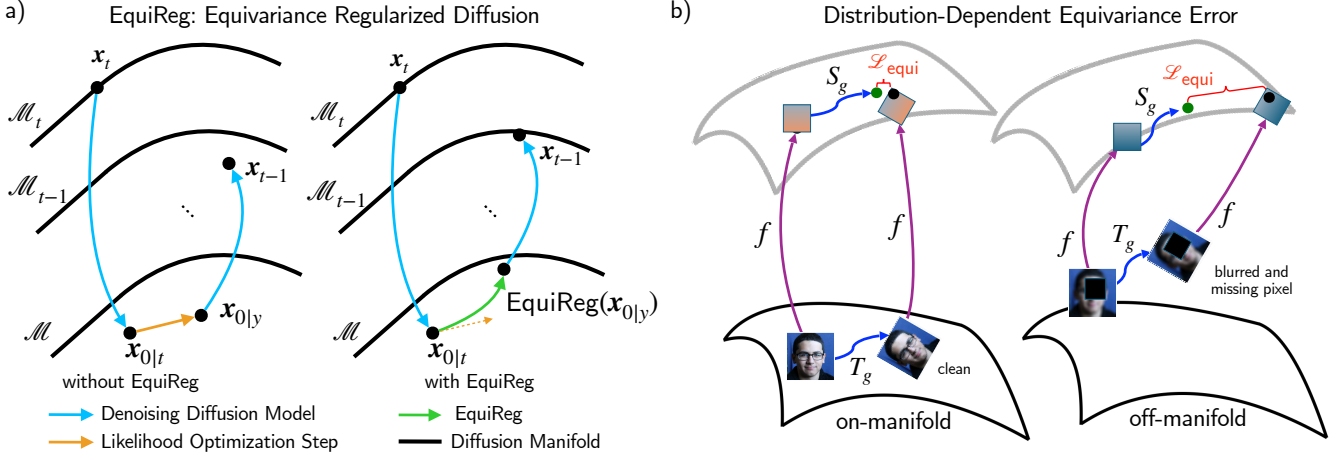 a)
EquiReg: Equivariance Regularized Diffusion
x_t
x_t
ℳ_t
ℳ_t
x_{t−1}
x_{t−1}
ℳ_{t−1}
ℳ_{t−1}
...
...
EquiReg(x_{0|y})
x_{0|y}
ℳ
ℳ
x_{0|t}
x_{0|t}
without EquiReg
with EquiReg
Denoising Diffusion Model
EquiReg
Likelihood Optimization Step
Diffusion Manifold
b)
Distribution-Dependent Equivariance Error
ℒ_equi
S_g
f
f
T_g
clean
on-manifold
ℒ_equi
S_g
f
f
T_g
blurred and
missing pixel
off-manifold